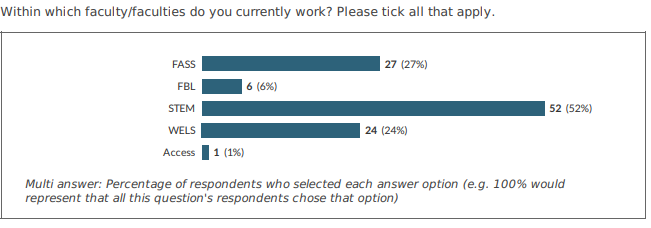 Within which faculty/faculties do you currently work? Please tick all that apply.
FASS 27 (27%)
FBL 6 (6%)
STEM 52 (52%)
WELS 24 (24%)
Access 1 (1%)
Multi answer: Percentage of respondents who selected each answer option (e.g. 100% would
represent that all this question's respondents chose that option)